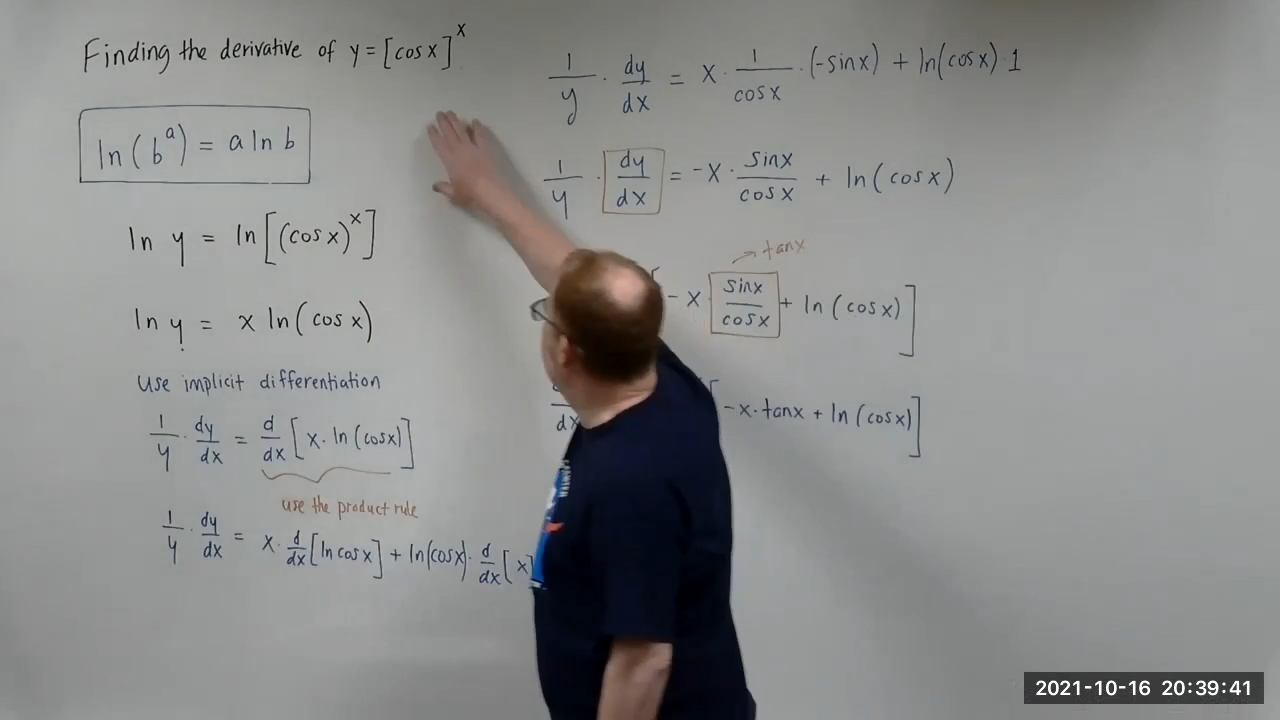 Finding the derivative of y = [cos x]^x
ln(b^a) = a ln b
ln y = ln[(cos x)^x]
ln y = x ln(cos x)
Use implicit differentiation
1/y · dy/dx = d/dx [x · ln(cos x)]
use the product rule
1/y · dy/dx = x · d/dx [ln cos x] + ln(cos x) · d/dx [x]
1/y · dy/dx = x · 1/cos x · (-sin x) + ln(cos x) · 1
1/y · dy/dx = -x · sin x/cos x + ln(cos x)
→ tan x
[-x · sin x/cos x + ln(cos x)]
[-x · tan x + ln(cos x)]
2021-10-16 20:39:41